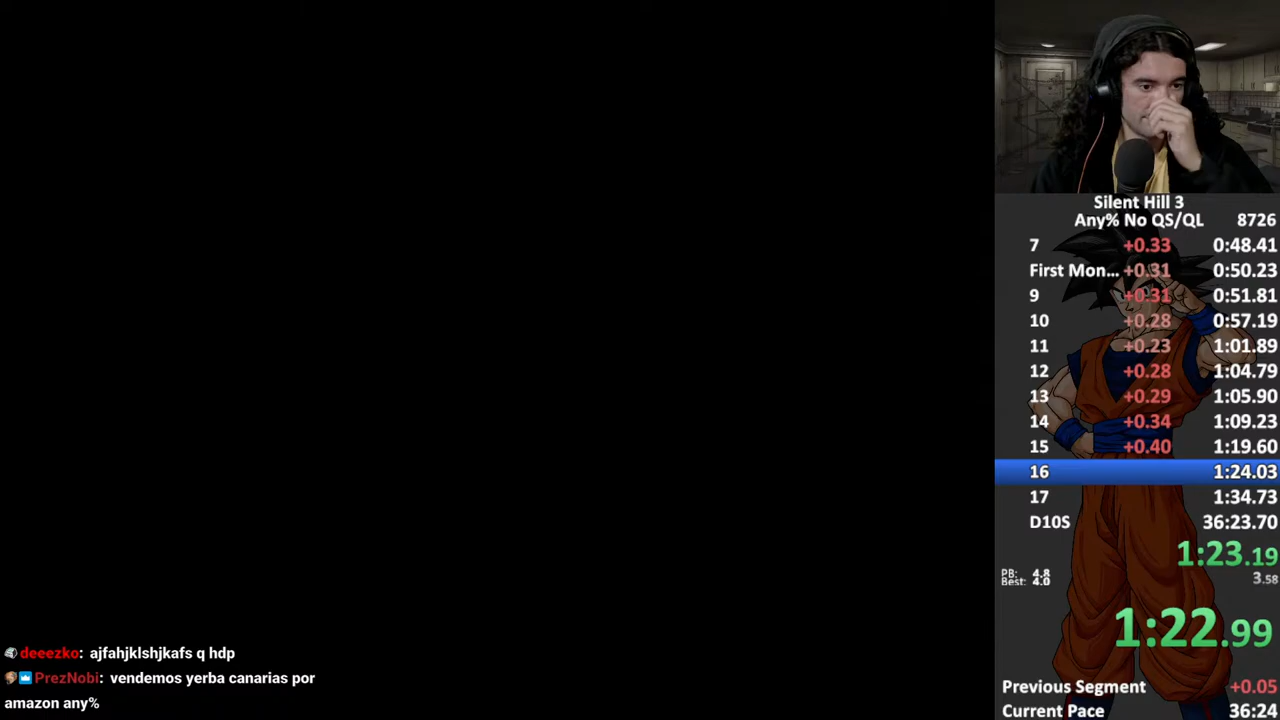 Silent Hill 3
Any% No QS/QL 8726
7 +0.33 0:48.41
First Mon... +0.31 0:50.23
9 +0.31 0:51.81
10 +0.28 0:57.19
11 +0.23 1:01.89
12 +0.28 1:04.79
13 +0.29 1:05.90
14 +0.34 1:09.23
15 +0.40 1:19.60
16 1:24.03
17 1:34.73
D10S 36:23.70
1:23.19
PB: 4.8
Best: 4.0
3.58
1:22.99
Previous Segment +0.05
Current Pace 36:24
deeezko: ajfahjklshjkafs q hdp
PrezNobi: vendemos yerba canarias por
amazon any%